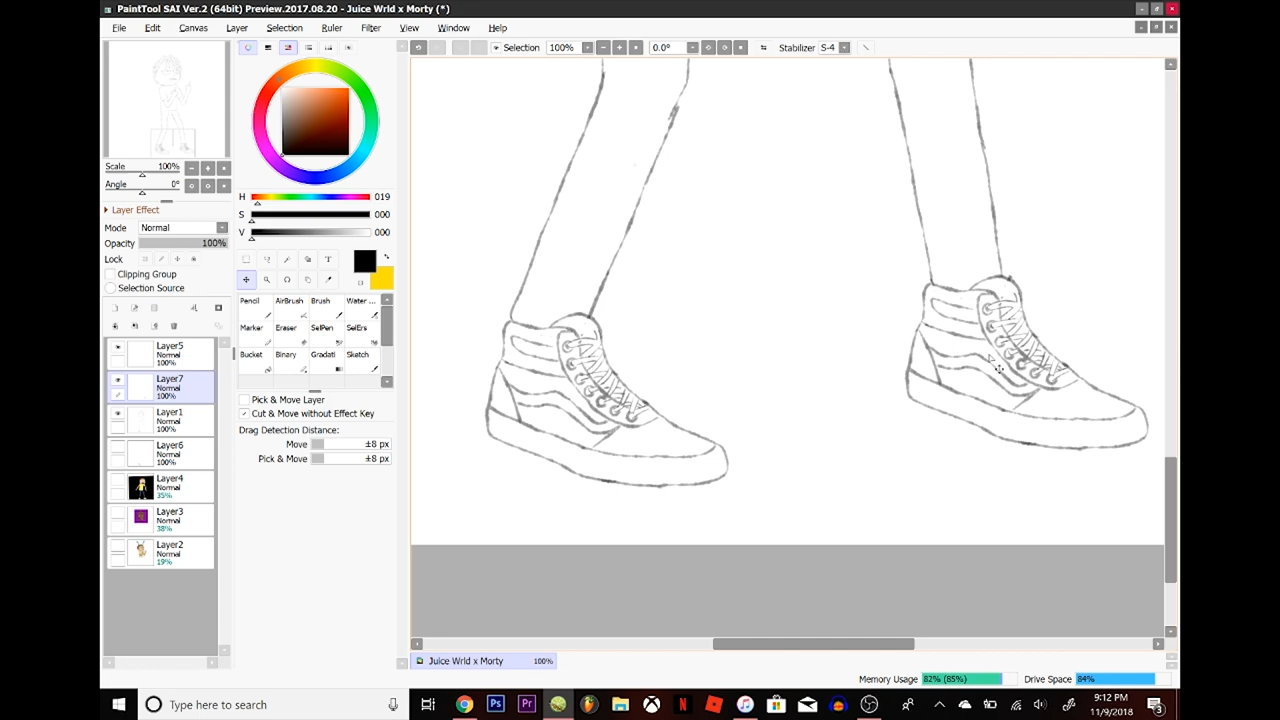 PaintTool SAI Ver.2 (64bit) Preview.2017.08.20 - Juice Wrld x Morty (*)
File Edit Canvas Layer Selection Ruler Filter View Window Help
Selection 100% 0.0° Stabilizer S-4
Scale 100%
Angle 0°
Layer Effect
Mode Normal
Opacity 100%
Lock
Clipping Group
Selection Source
Layer5
Normal
100%
Layer7
Normal
100%
Layer1
Normal
100%
Layer6
Normal
100%
Layer4
Normal
35%
Layer3
Normal
38%
Layer2
Normal
19%
H 019
S 000
V 000
T
Pencil AirBrush Brush Water ...
Marker Eraser SelPen SelErs
Bucket Binary Gradati Sketch
Pick & Move Layer
Cut & Move without Effect Key
Drag Detection Distance:
Move ±8 px
Pick & Move ±8 px
Juice Wrld x Morty 100%
Memory Usage 82% (85%) Drive Space 84%
Type here to search
Ps Pr
9:12 PM
11/9/2018
3